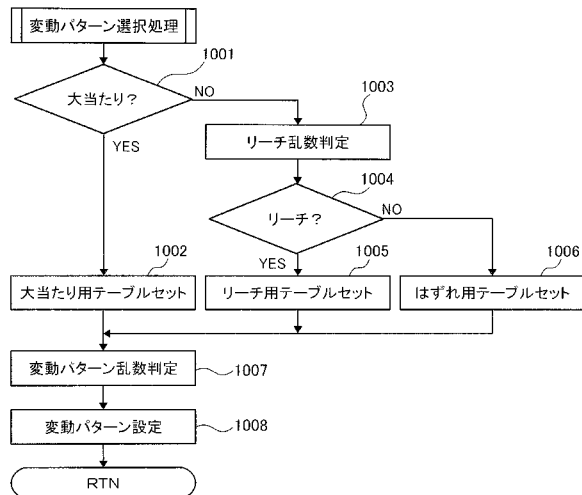 変動パターン選択処理
1001
大当たり?
NO
YES
1003
リーチ乱数判定
1004
リーチ?
NO
YES
1002
大当たり用テーブルセット
1005
リーチ用テーブルセット
1006
はずれ用テーブルセット
変動パターン乱数判定
1007
変動パターン設定
1008
RTN